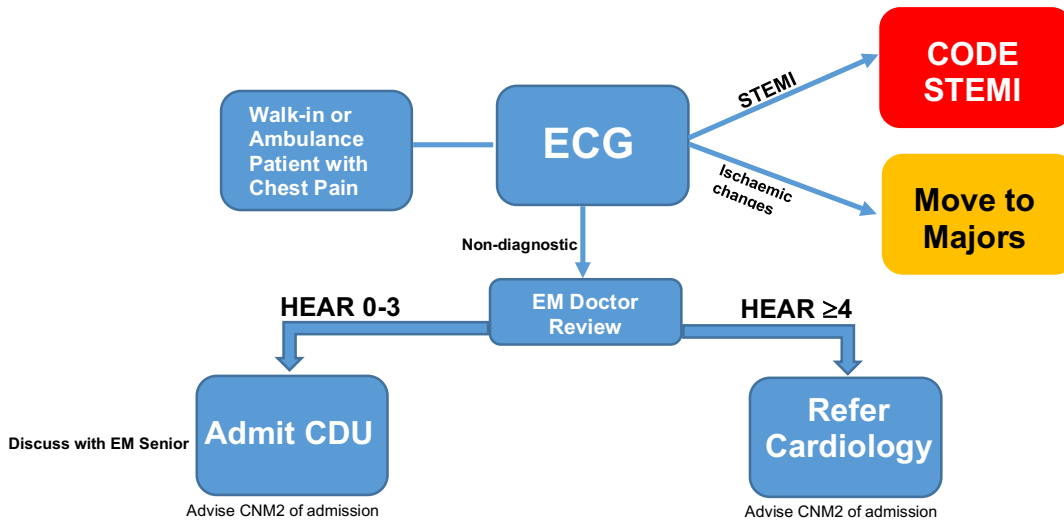 CODE
STEMI
STEMI
Walk-in or
Ambulance
Patient with
Chest Pain
ECG
Ischaemic
changes
Move to
Majors
Non-diagnostic
HEAR 0-3
EM Doctor
Review
HEAR ≥4
Discuss with EM Senior
Admit CDU
Refer
Cardiology
Advise CNM2 of admission
Advise CNM2 of admission